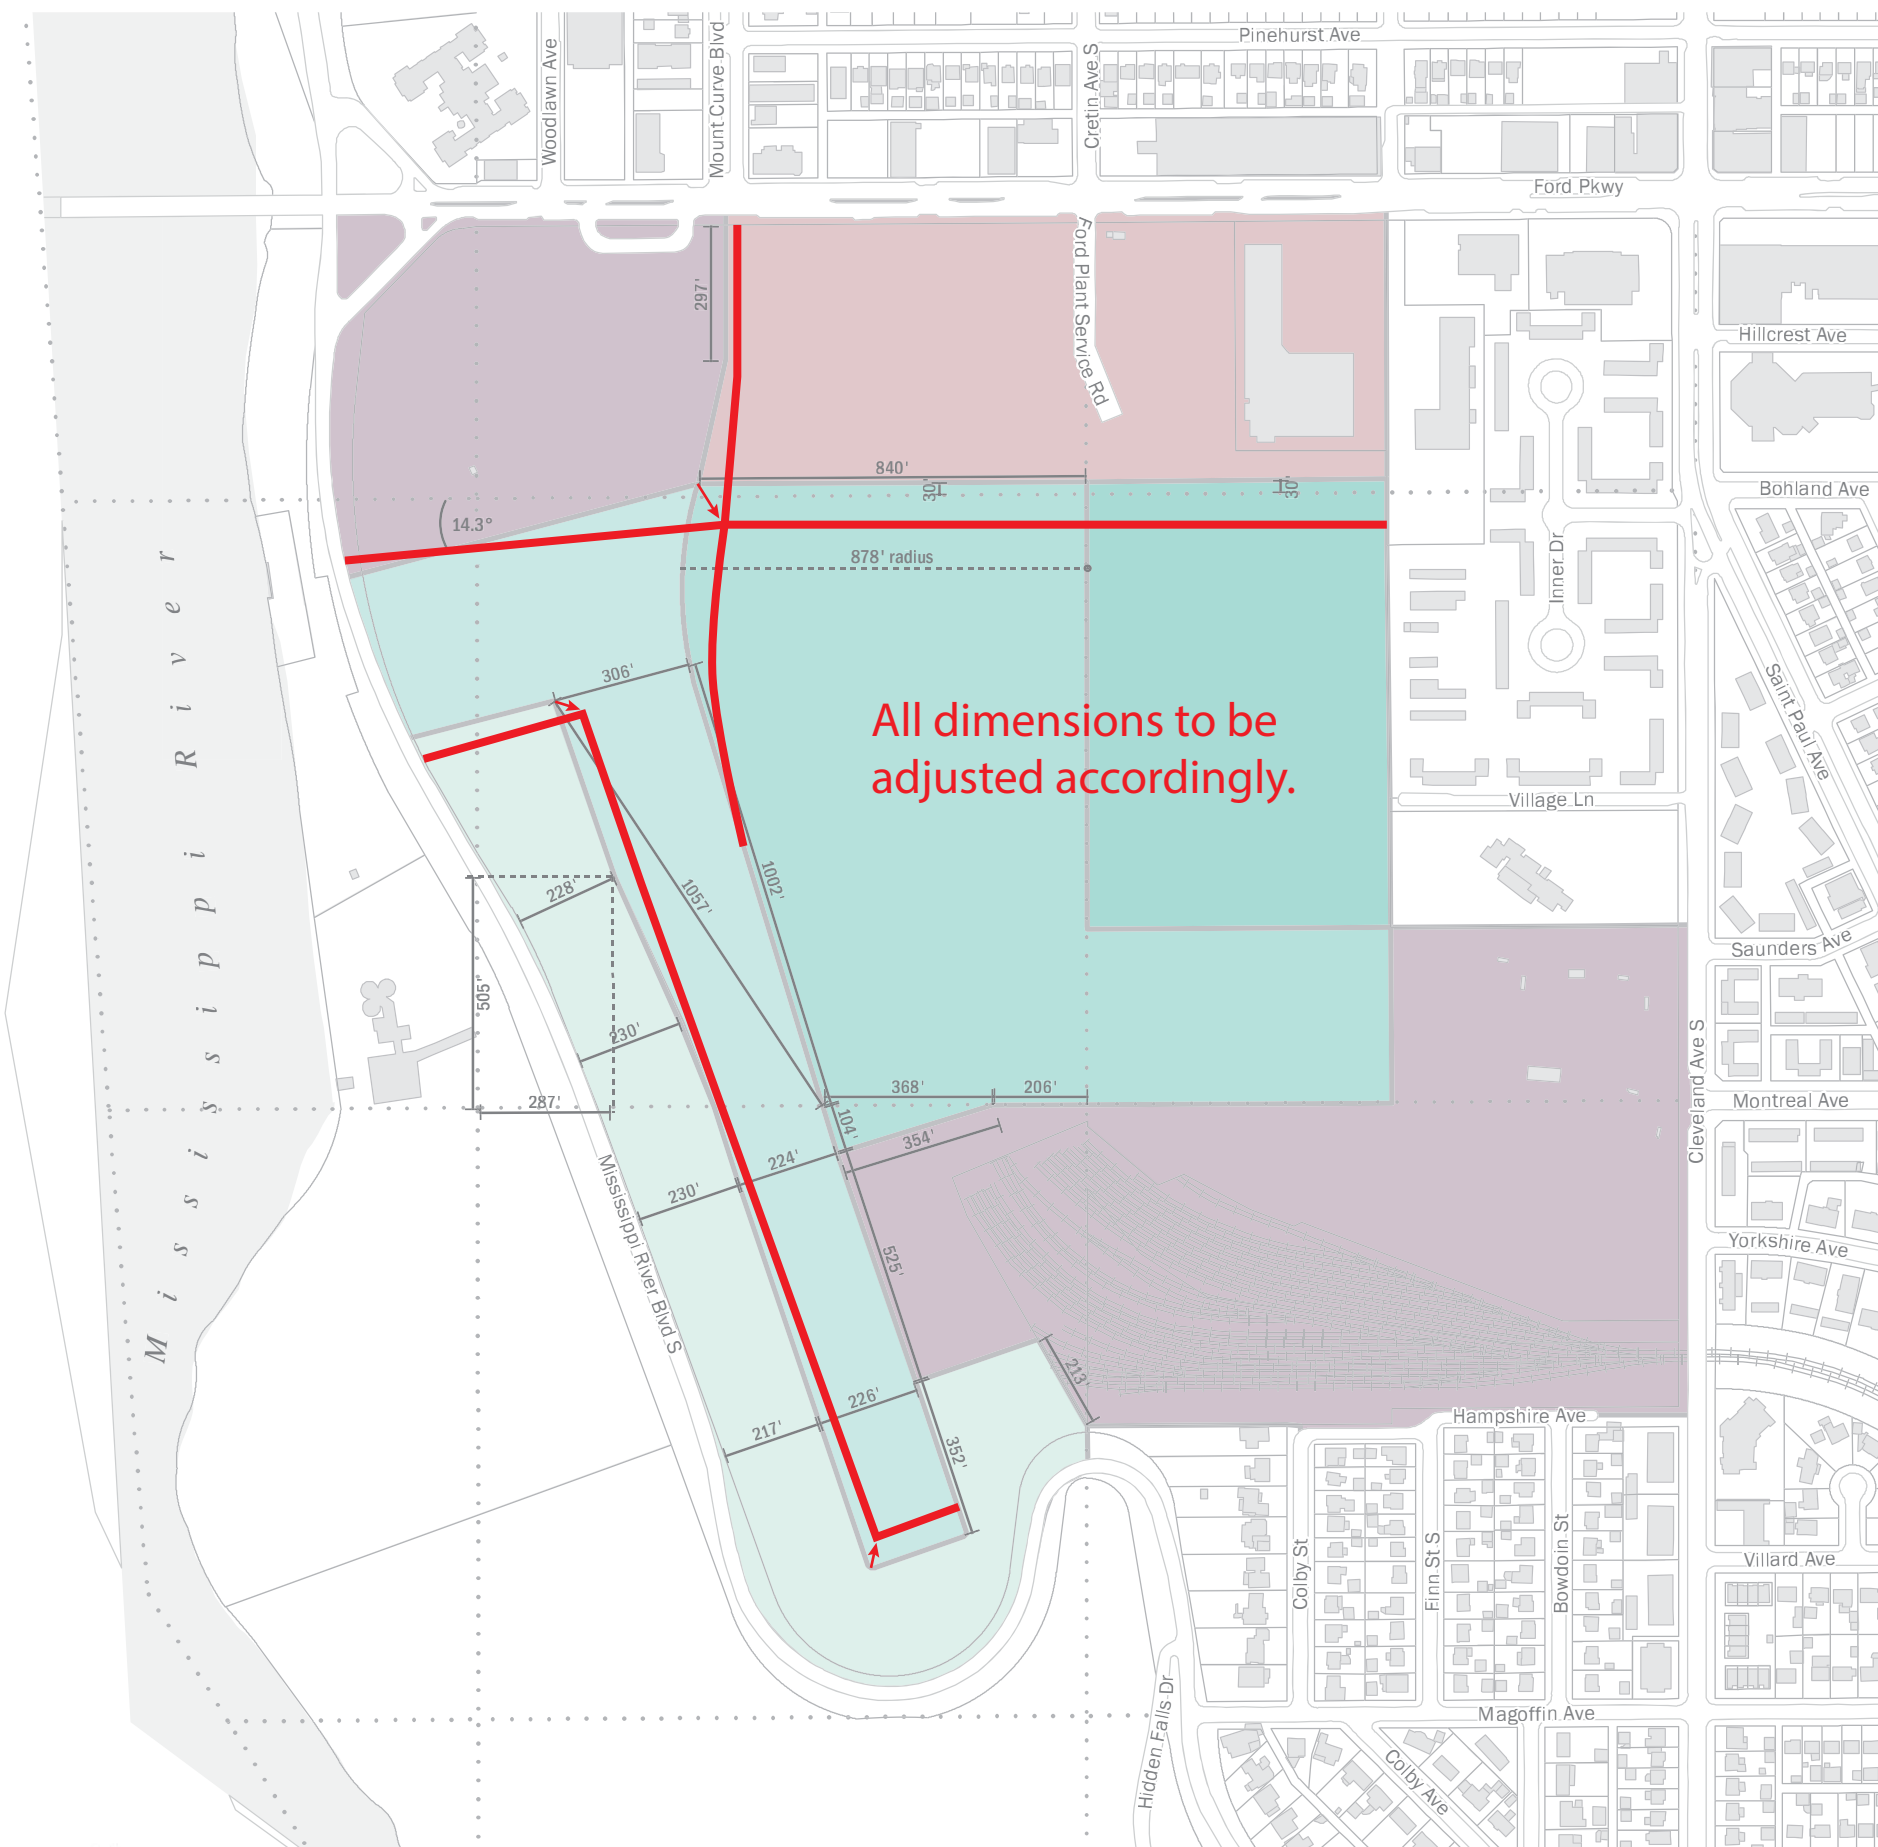 Pinehurst Ave
Woodlawn Ave
Mount Curve Blvd
Cretin Ave S
Ford Pkwy
Ford Plant Service Rd
297'
Hillcrest Ave
840'
30'
30'
Bohland Ave
14.3°
878' radius
Inner Dr
Mississippi River
306'
Saint Paul Ave
All dimensions to be
adjusted accordingly.
Village Ln
1057'
1002'
228'
Saunders Ave
505'
230'
287'
368'
206'
Montreal Ave
Cleveland Ave S
104'
354'
224'
230'
Mississippi River Blvd S
Yorkshire Ave
525'
213'
226'
217'
352'
Hampshire Ave
Colby St
Finn St S
Bowdoin St
Villard Ave
Hidden Falls Dr
Magoffin Ave
Colby Ave